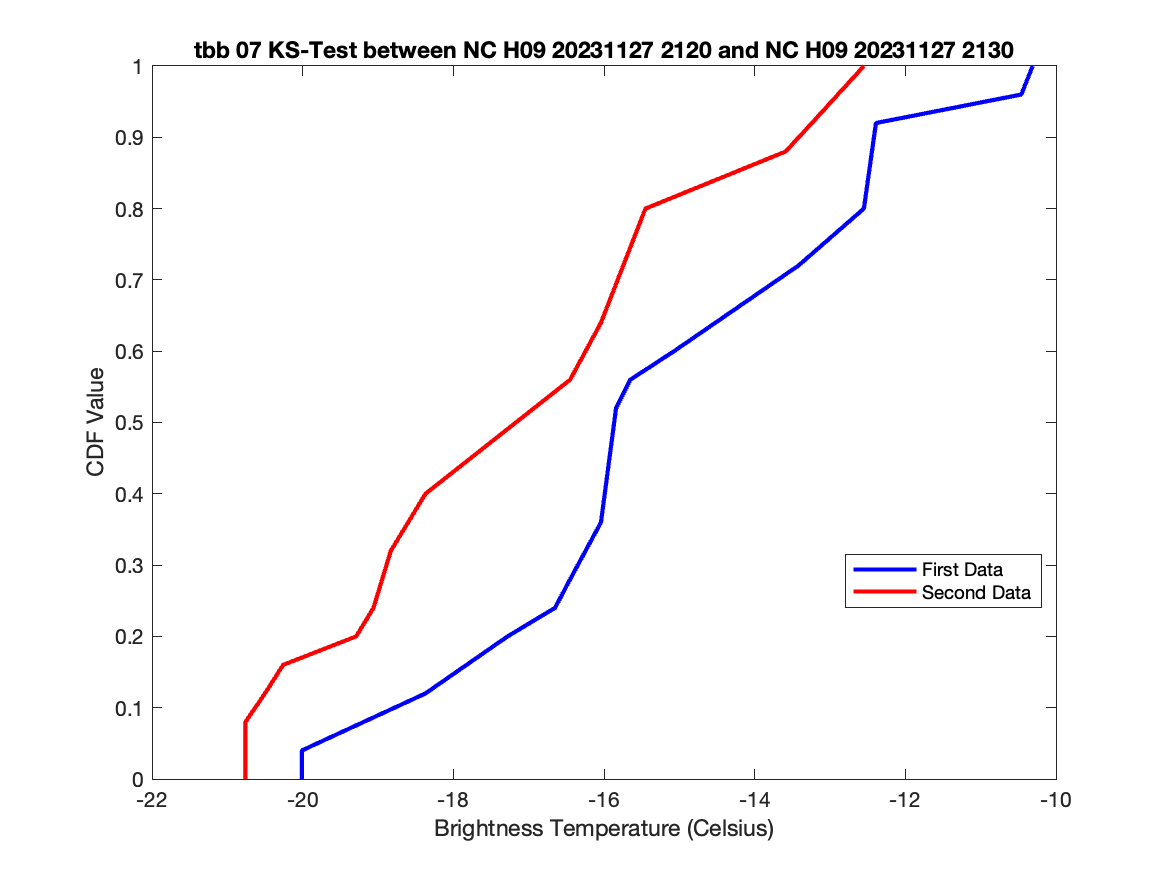 tbb 07 KS-Test between NC H09 20231127 2120 and NC H09 20231127 2130
1
0.9
0.8
0.7
0.6
0.5
0.4
0.3
0.2
0.1
0
CDF Value
First Data
Second Data
-22 -20 -18 -16 -14 -12 -10
Brightness Temperature (Celsius)